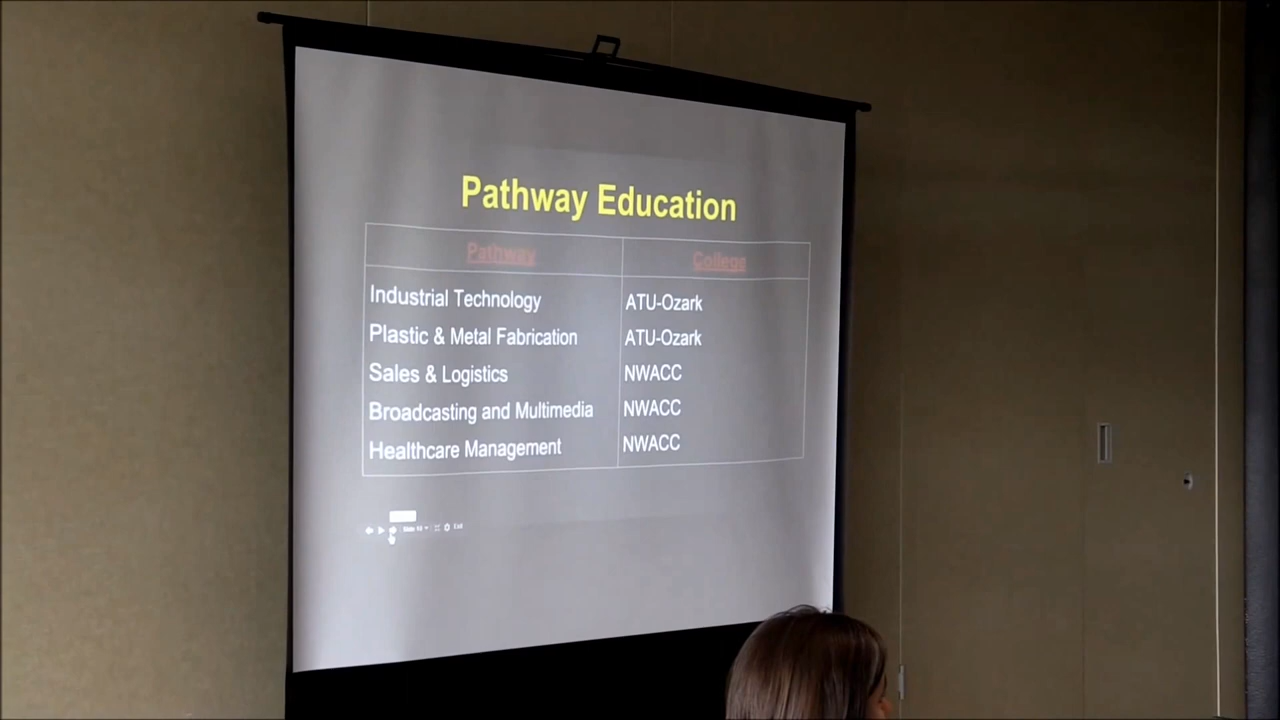 Pathway Education
Pathway College
Industrial Technology ATU-Ozark
Plastic & Metal Fabrication ATU-Ozark
Sales & Logistics NWACC
Broadcasting and Multimedia NWACC
Healthcare Management NWACC
Exit